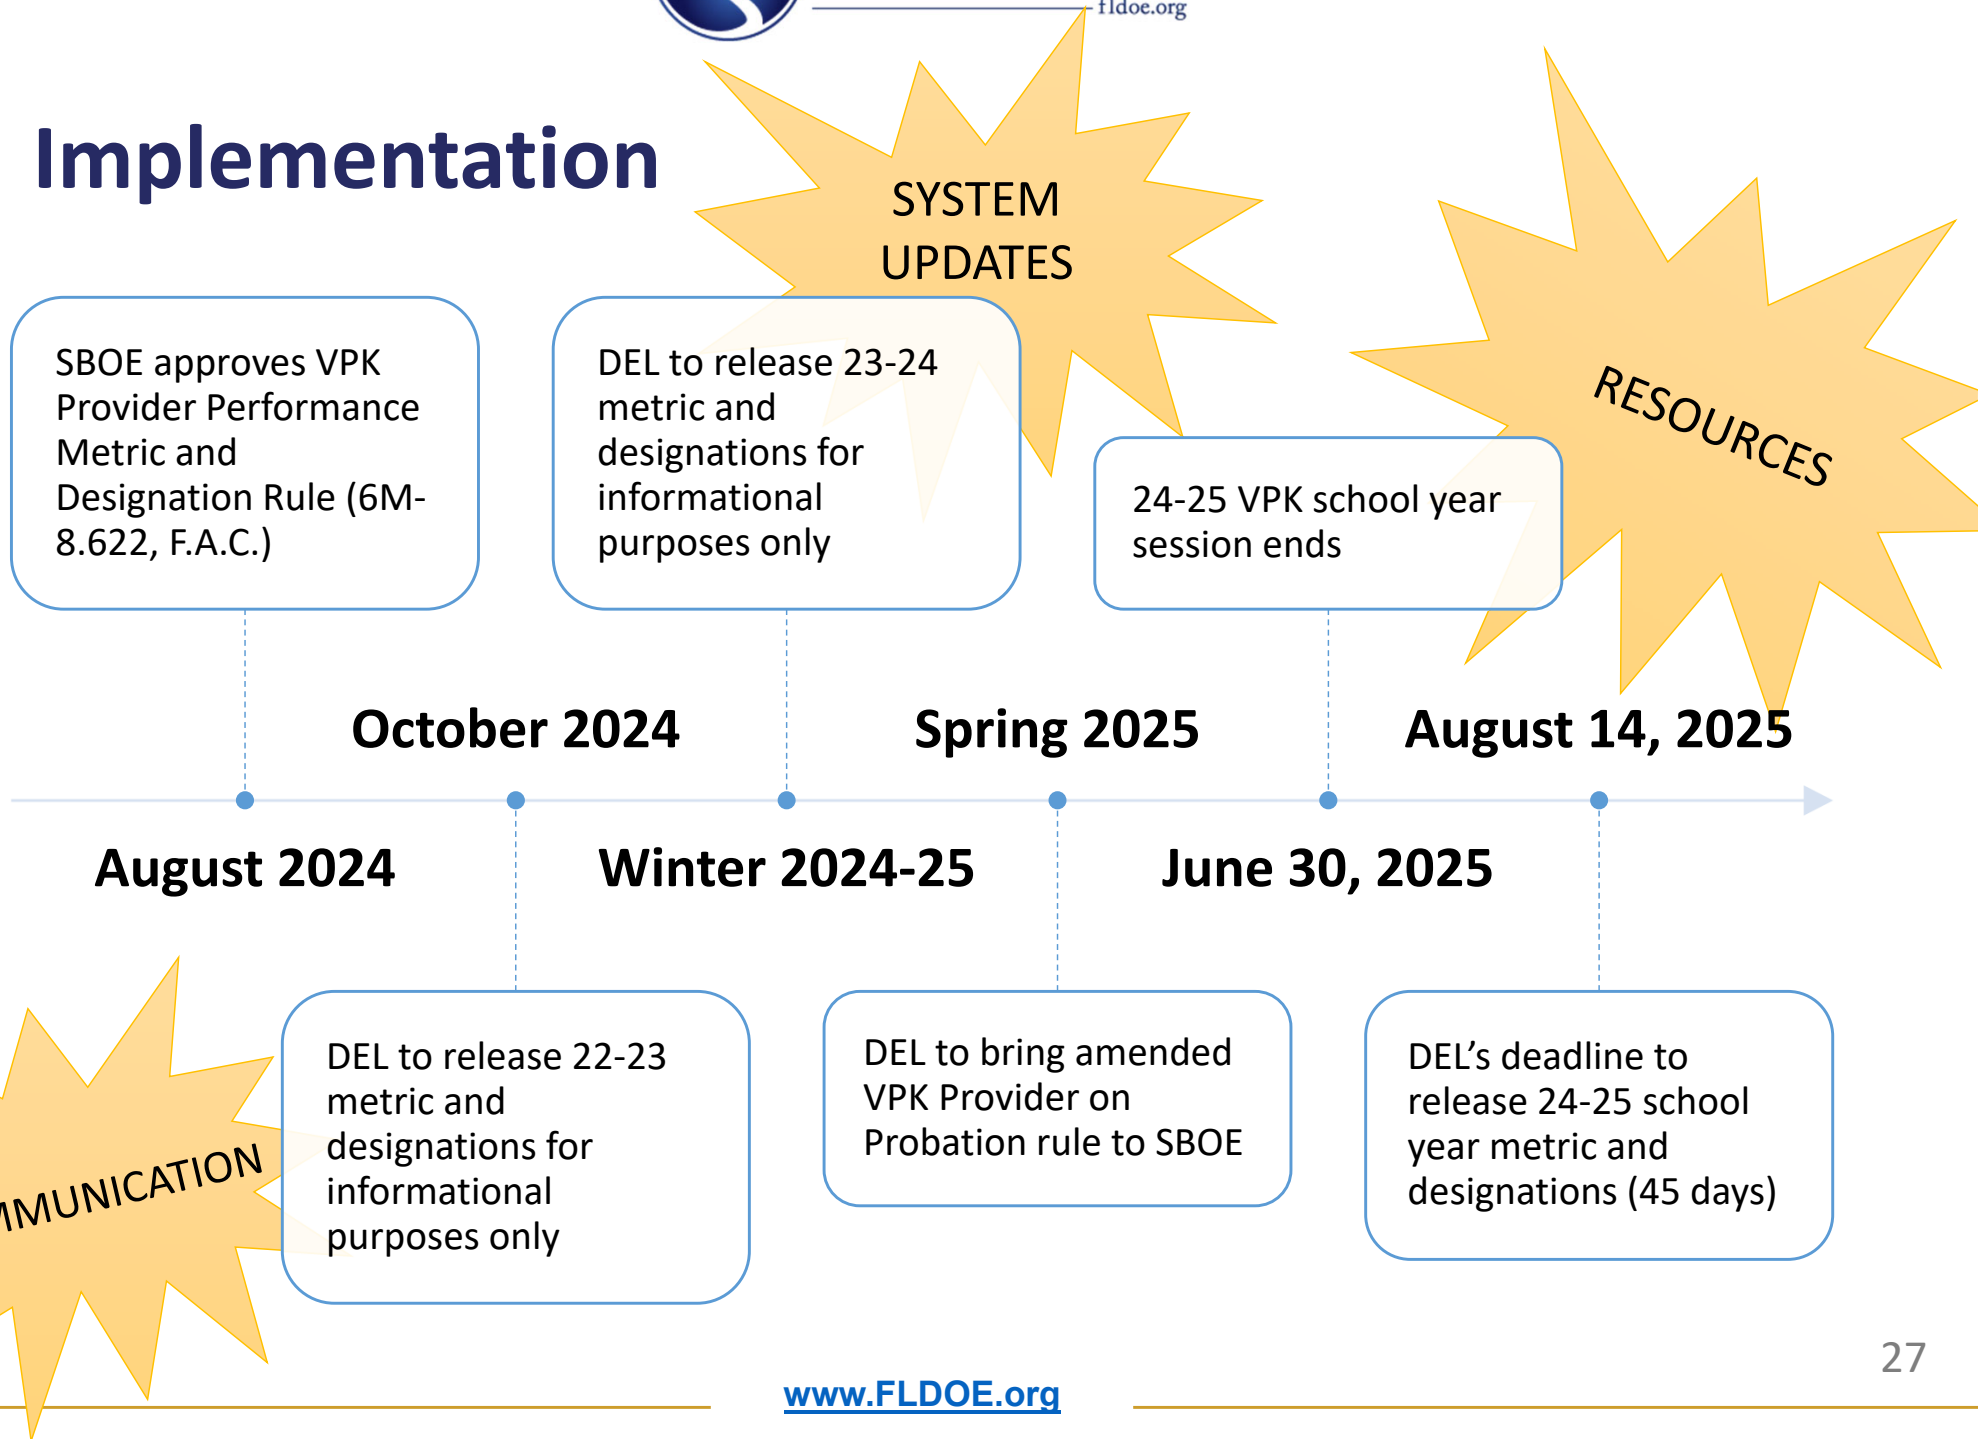 fldoe.org
Implementation
SYSTEM
UPDATES
RESOURCES
SBOE approves VPK
Provider Performance
Metric and
Designation Rule (6M-
8.622, F.A.C.)
DEL to release 23-24
metric and
designations for
informational
purposes only
24-25 VPK school year
session ends
October 2024
Spring 2025
August 14, 2025
August 2024
Winter 2024-25
June 30, 2025
MMUNICATION
DEL to release 22-23
metric and
designations for
informational
purposes only
DEL to bring amended
VPK Provider on
Probation rule to SBOE
DEL’s deadline to
release 24-25 school
year metric and
designations (45 days)
27
www.FLDOE.org